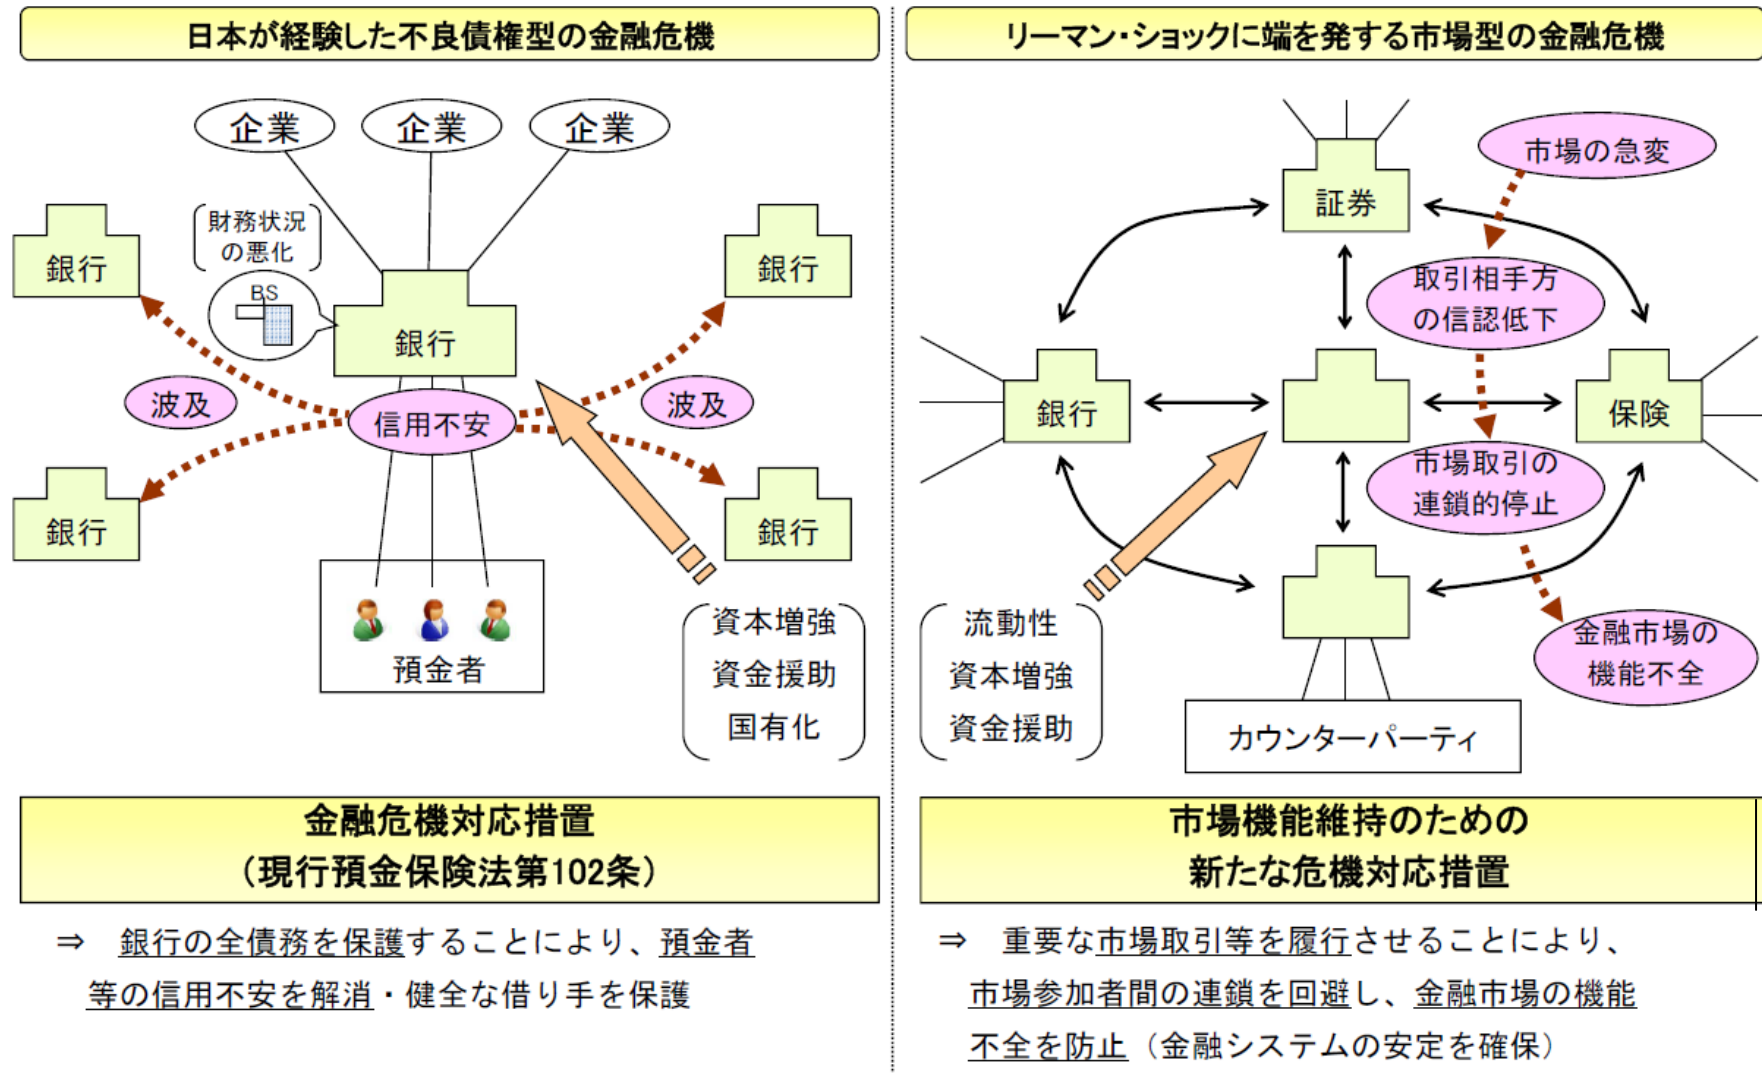 日本が経験した不良債権型の金融危機
企業
企業
企業
財務状況
の悪化
BS
銀行
銀行
銀行
波及
信用不安
波及
銀行
銀行
預金者
資本増強
資金援助
国有化
金融危機対応措置
（現行預金保険法第102条）
⇒ 銀行の全債務を保護することにより、預金者
等の信用不安を解消・健全な借り手を保護
リーマン・ショックに端を発する市場型の金融危機
証券
市場の急変
取引相手方
の信認低下
銀行
保険
市場取引の
連鎖的停止
金融市場の
機能不全
流動性
資本増強
資金援助
カウンターパーティ
市場機能維持のための
新たな危機対応措置
⇒ 重要な市場取引等を履行させることにより、
市場参加者間の連鎖を回避し、金融市場の機能
不全を防止（金融システムの安定を確保）